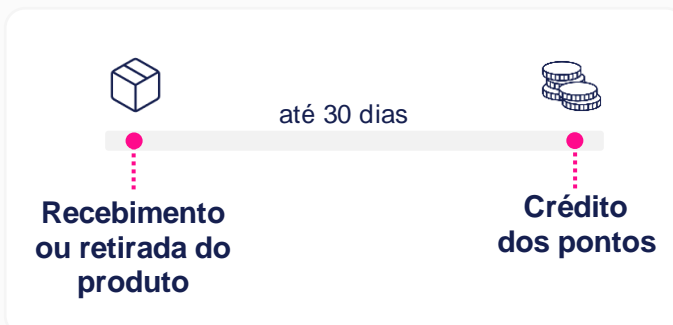 até 30 dias
Recebimento
ou retirada do
produto
Crédito
dos pontos